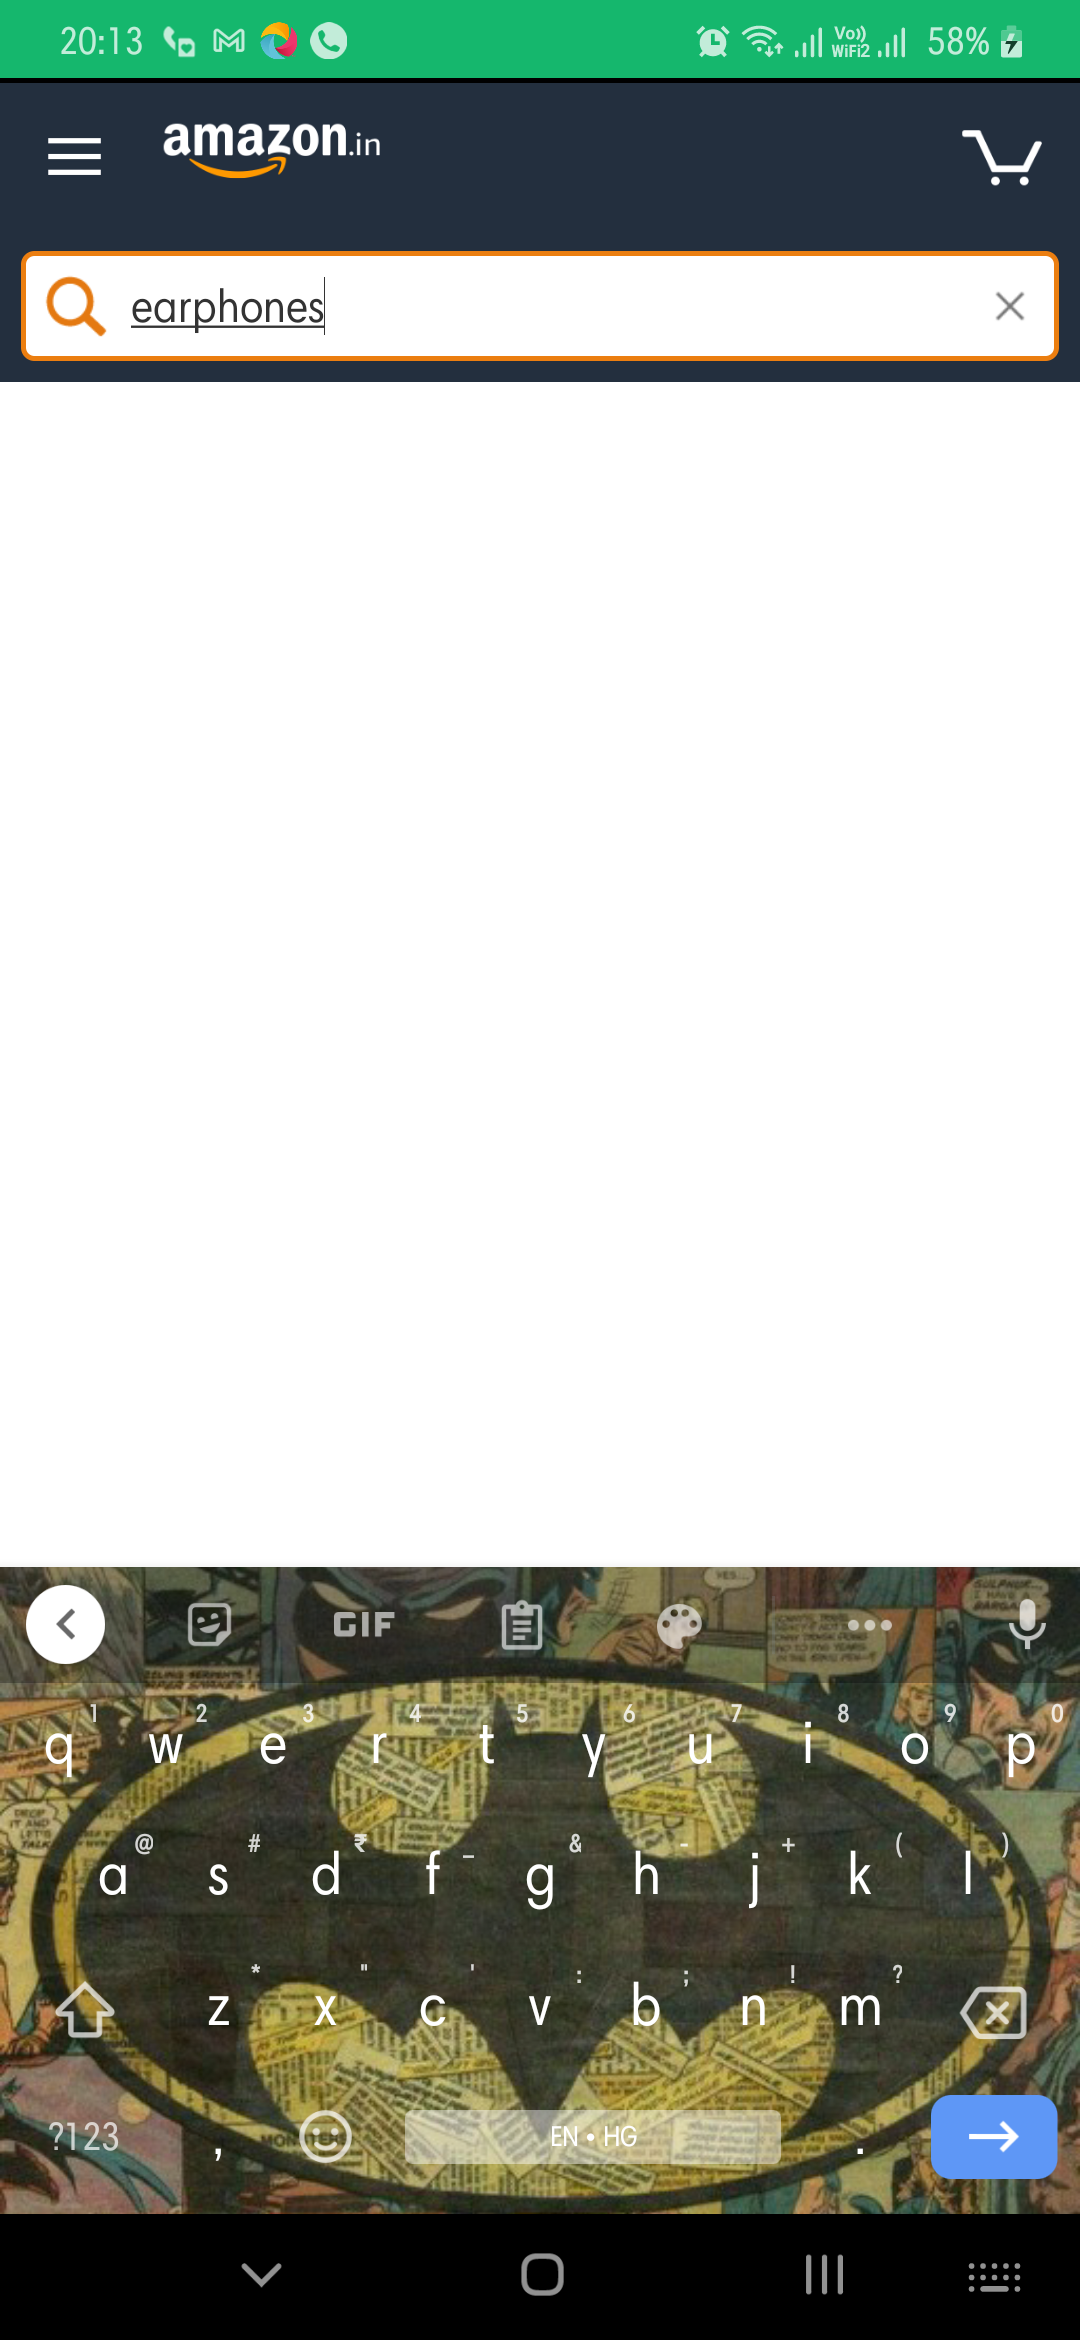 20:13 Vo)) WiFi2 58%
amazon.in
earphones
GIF
1 2 3 4 5 6 7 8 9 0
q w e r t y u i o p
@ # ₹ _ & - + ( )
a s d f g h j k l
* " ' : ; ! ?
z x c v b n m
?123 , EN • HG .